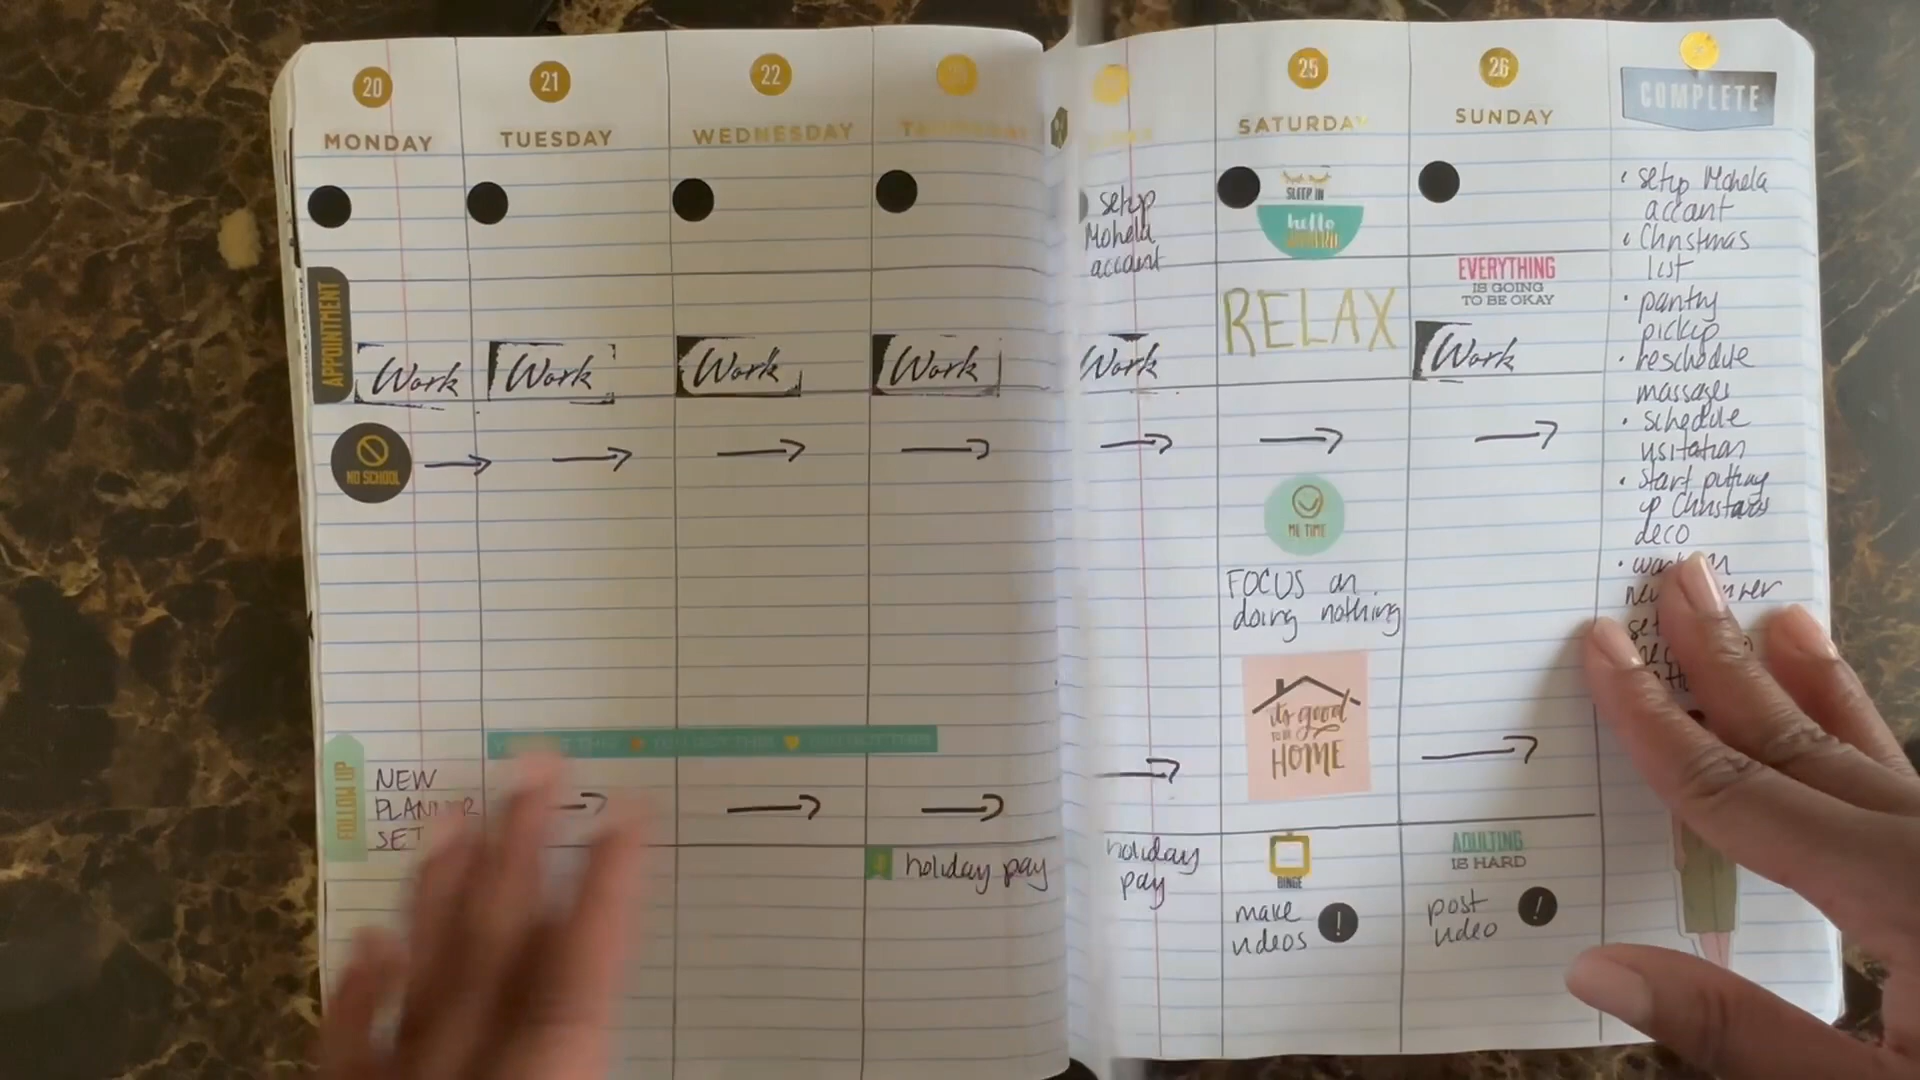 20
MONDAY
21
TUESDAY
22
WEDNESDAY
25
SATURDAY
26
SUNDAY
COMPLETE
setup
Mohela
account
SLEEP IN
hello
APPOINTMENT
Work
Work
Work
Work
Work
RELAX
EVERYTHING
IS GOING
TO BE OKAY
Work
NO SCHOOL
ME TIME
FOCUS on
doing nothing
it's good
TO BE
HOME
FOLLOW UP
NEW
PLANNER
SET
holiday pay
holiday
pay
BINGE
make
videos
!
ADULTING
IS HARD
post
video
!
• setup Mohela
account
• Christmas
list
• pantry
pickup
• reschedule
massages
• schedule
visitation
• Start putting
up Christmas
deco